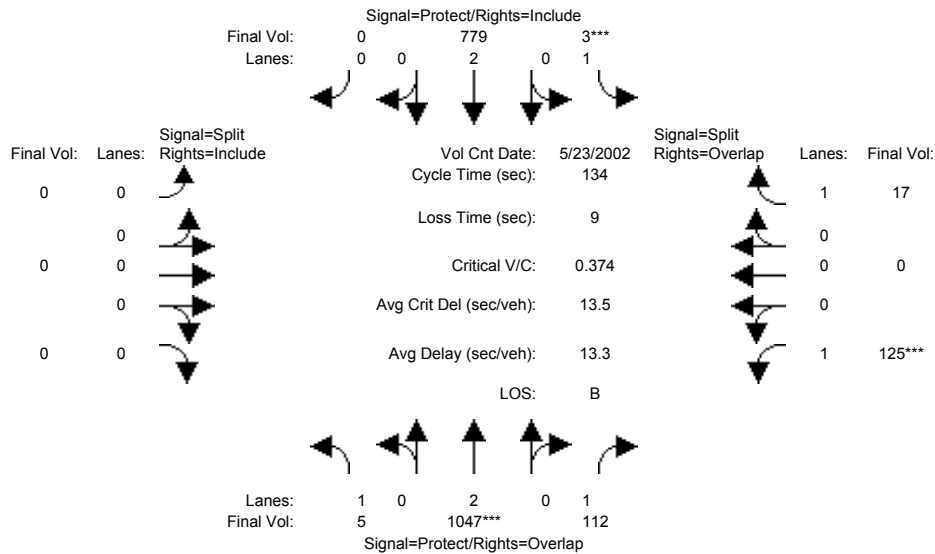 Signal=Protect/Rights=Include
Final Vol: 0 779 3***
Lanes: 0 0 2 0 1
Signal=Split Signal=Split
Final Vol: Lanes: Rights=Include Vol Cnt Date: 5/23/2002 Rights=Overlap Lanes: Final Vol:
Cycle Time (sec): 134
0 0 1 17
Loss Time (sec): 9
0 0
0 0 Critical V/C: 0.374 0 0
0 Avg Crit Del (sec/veh): 13.5 0
0 0 Avg Delay (sec/veh): 13.3 1 125***
LOS: B
Lanes: 1 0 2 0 1
Final Vol: 5 1047*** 112
Signal=Protect/Rights=Overlap